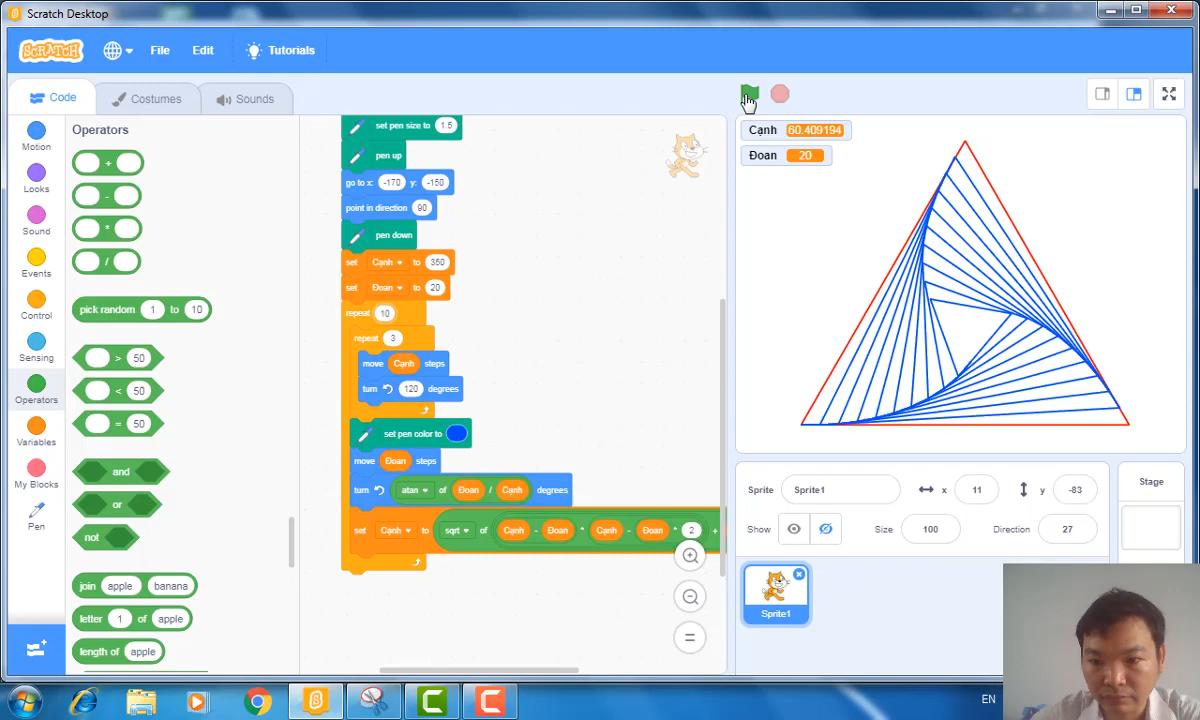 Scratch Desktop
SCRATCH
File
Edit
Tutorials
Code
Costumes
Sounds
Motion
Looks
Sound
Events
Control
Sensing
Operators
Variables
My Blocks
Pen
Operators
+
-
*
/
pick random 1 to 10
> 50
< 50
= 50
and
or
not
join apple banana
letter 1 of apple
length of apple
set pen size to 1.5
pen up
go to x: -170 y: -150
point in direction 90
pen down
set Cạnh to 350
set Đoan to 20
repeat 10
repeat 3
move Cạnh steps
turn 120 degrees
set pen color to
move Đoan steps
turn atan of Đoan / Cạnh degrees
set Cạnh to sqrt of Cạnh - Đoan * Cạnh - Đoan * 2 +
Cạnh 60.409194
Đoan 20
Sprite Sprite1 x 11 y -83
Show Size 100 Direction 27
Stage
Sprite1
EN